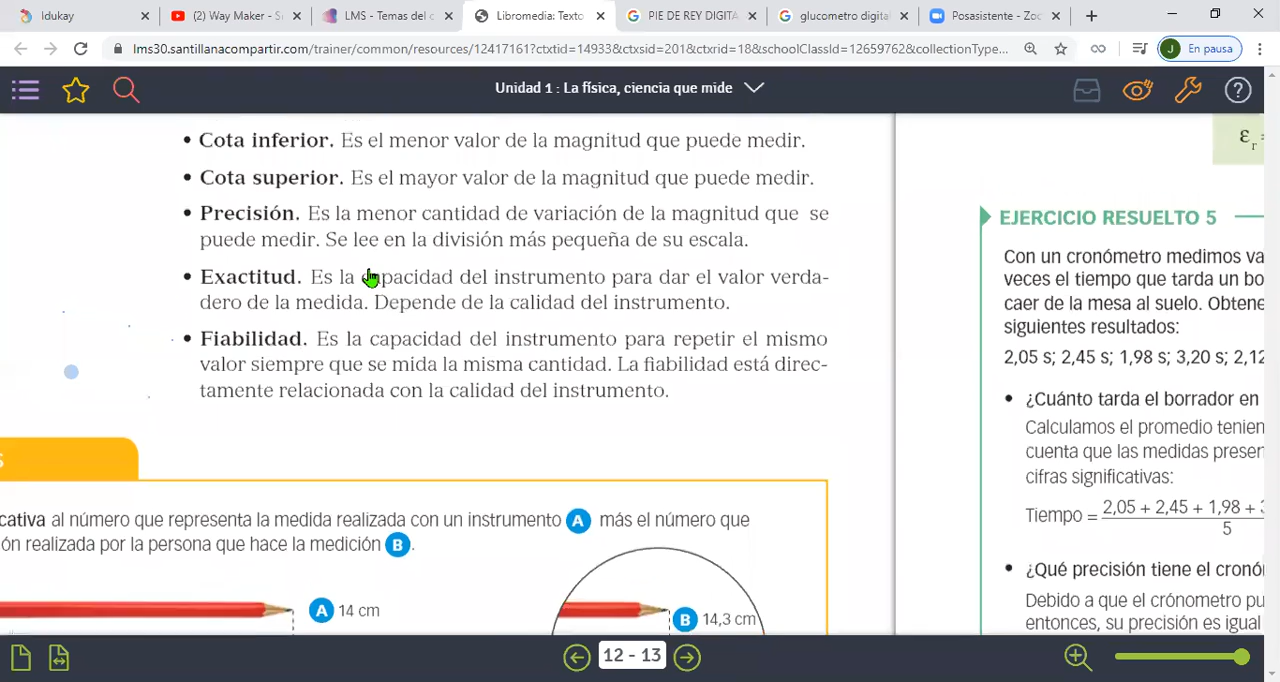 Idukay
(2) Way Maker - S
LMS - Temas del c
Libromedia: Texto
PIE DE REY DIGITA
glucometro digital
Posasistente - Zoc
lms30.santillanacompartir.com/trainer/common/resources/12417161?ctxtid=14933&ctxsid=201&ctxrid=18&schoolClassId=12659762&collectionType...
J En pausa
Unidad 1 : La física, ciencia que mide
• Cota inferior. Es el menor valor de la magnitud que puede medir.
• Cota superior. Es el mayor valor de la magnitud que puede medir.
• Precisión. Es la menor cantidad de variación de la magnitud que se
puede medir. Se lee en la división más pequeña de su escala.
• Exactitud. Es la capacidad del instrumento para dar el valor verda-
dero de la medida. Depende de la calidad del instrumento.
• Fiabilidad. Es la capacidad del instrumento para repetir el mismo
valor siempre que se mida la misma cantidad. La fiabilidad está direc-
tamente relacionada con la calidad del instrumento.
s
cativa al número que representa la medida realizada con un instrumento A más el número que
ón realizada por la persona que hace la medición B.
A 14 cm
B 14,3 cm
εr =
EJERCICIO RESUELTO 5
Con un cronómetro medimos va
veces el tiempo que tarda un bo
caer de la mesa al suelo. Obtene
siguientes resultados:
2,05 s; 2,45 s; 1,98 s; 3,20 s; 2,12
• ¿Cuánto tarda el borrador en
Calculamos el promedio tenien
cuenta que las medidas presen
cifras significativas:
Tiempo = 2,05 + 2,45 + 1,98 + 3
5
• ¿Qué precisión tiene el cronó
Debido a que el crónometro pu
entonces, su precisión es igual
12 - 13